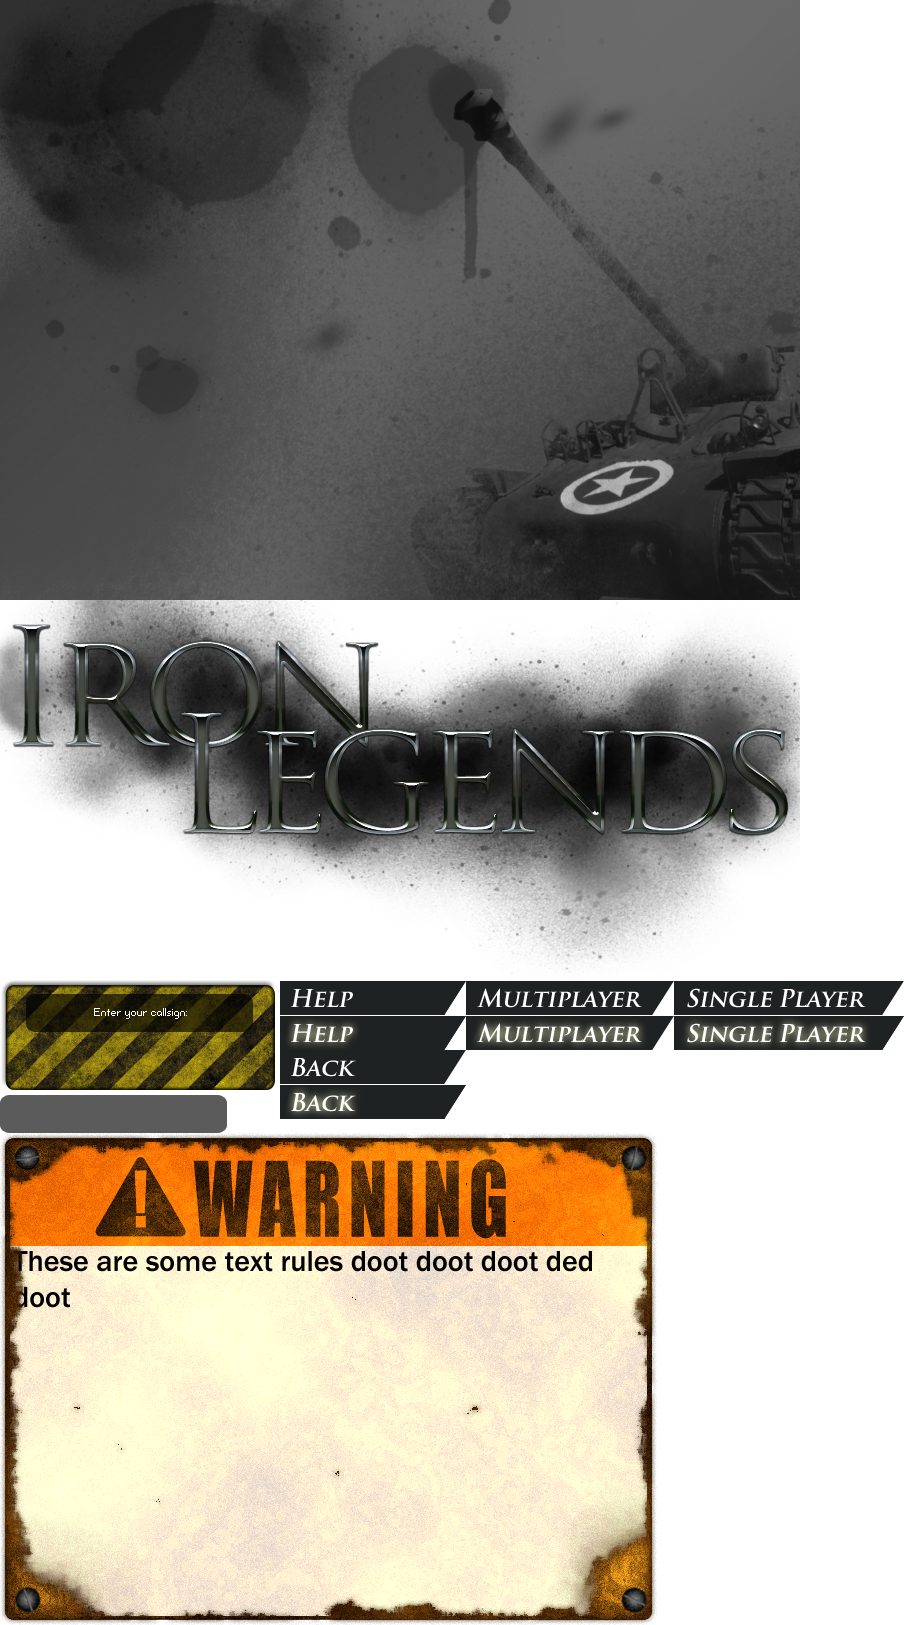 IRON
LEGENDS
Enter your callsign:
HELP
MULTIPLAYER
SINGLE PLAYER
HELP
MULTIPLAYER
SINGLE PLAYER
BACK
BACK
WARNING
These are some text rules doot doot doot ded
doot